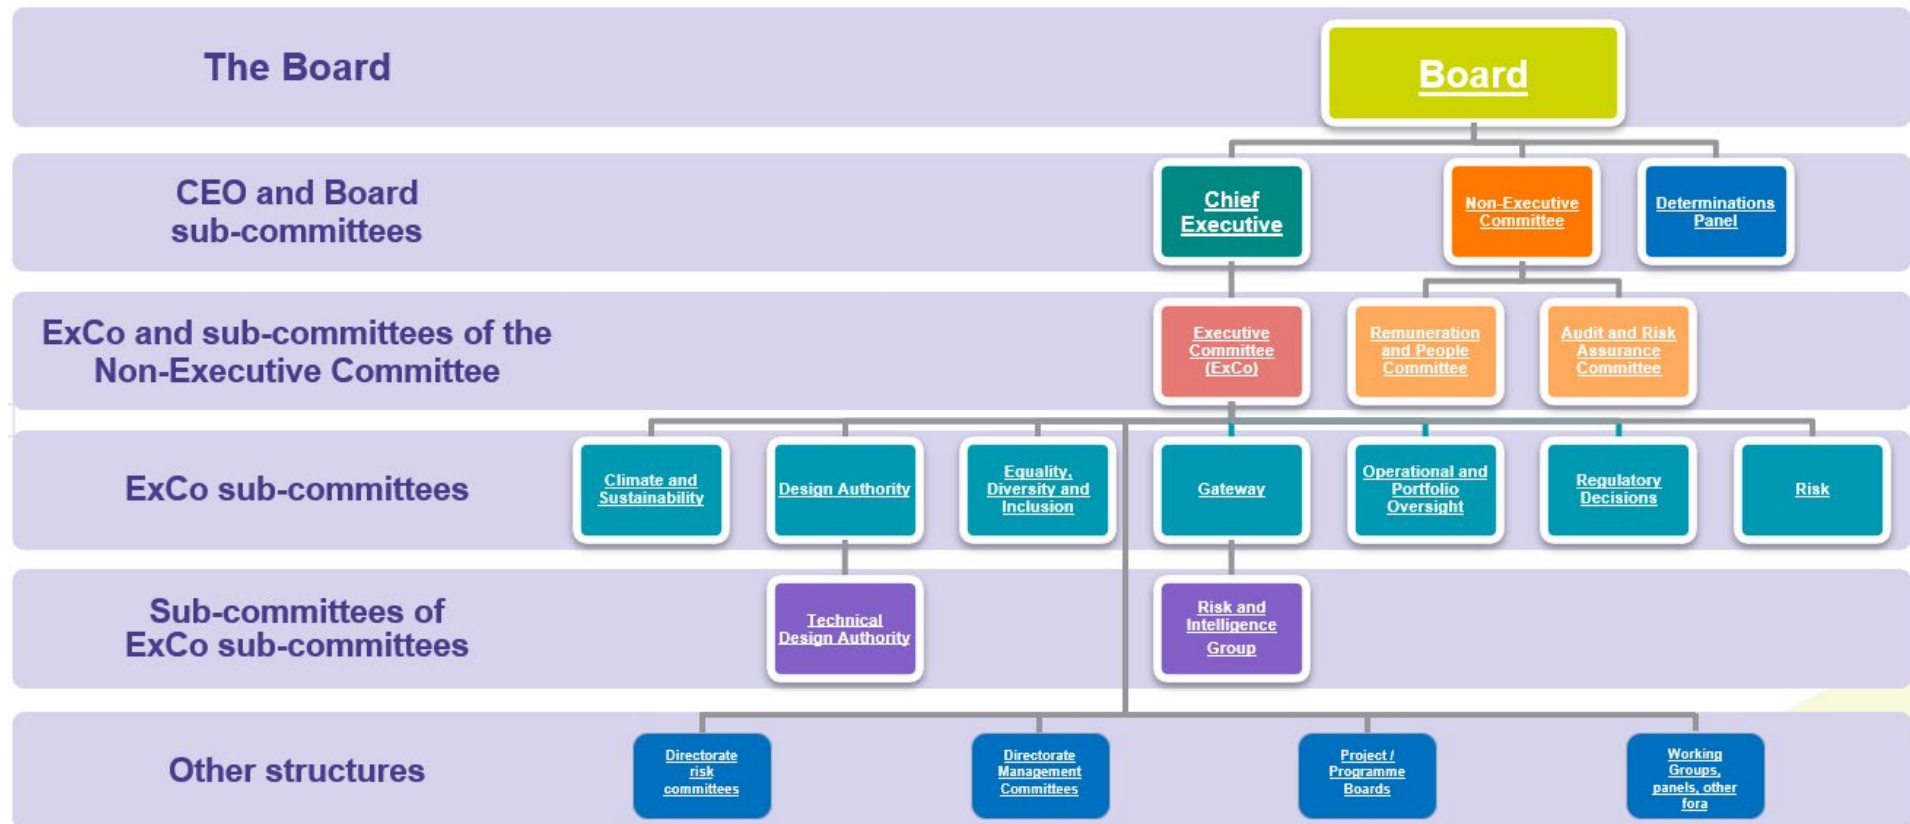 The Board
Board
CEO and Board
sub-committees
Chief
Executive
Non-Executive
Committee
Determinations
Panel
ExCo and sub-committees of the
Non-Executive Committee
Executive
Committee
(ExCo)
Remuneration
and People
Committee
Audit and Risk
Assurance
Committee
ExCo sub-committees
Climate and
Sustainability
Design Authority
Equality,
Diversity and
Inclusion
Gateway
Operational and
Portfolio
Oversight
Regulatory
Decisions
Risk
Sub-committees of
ExCo sub-committees
Technical
Design Authority
Risk and
Intelligence
Group
Other structures
Directorate
risk
committees
Directorate
Management
Committees
Project /
Programme
Boards
Working
Groups,
panels, other
fora